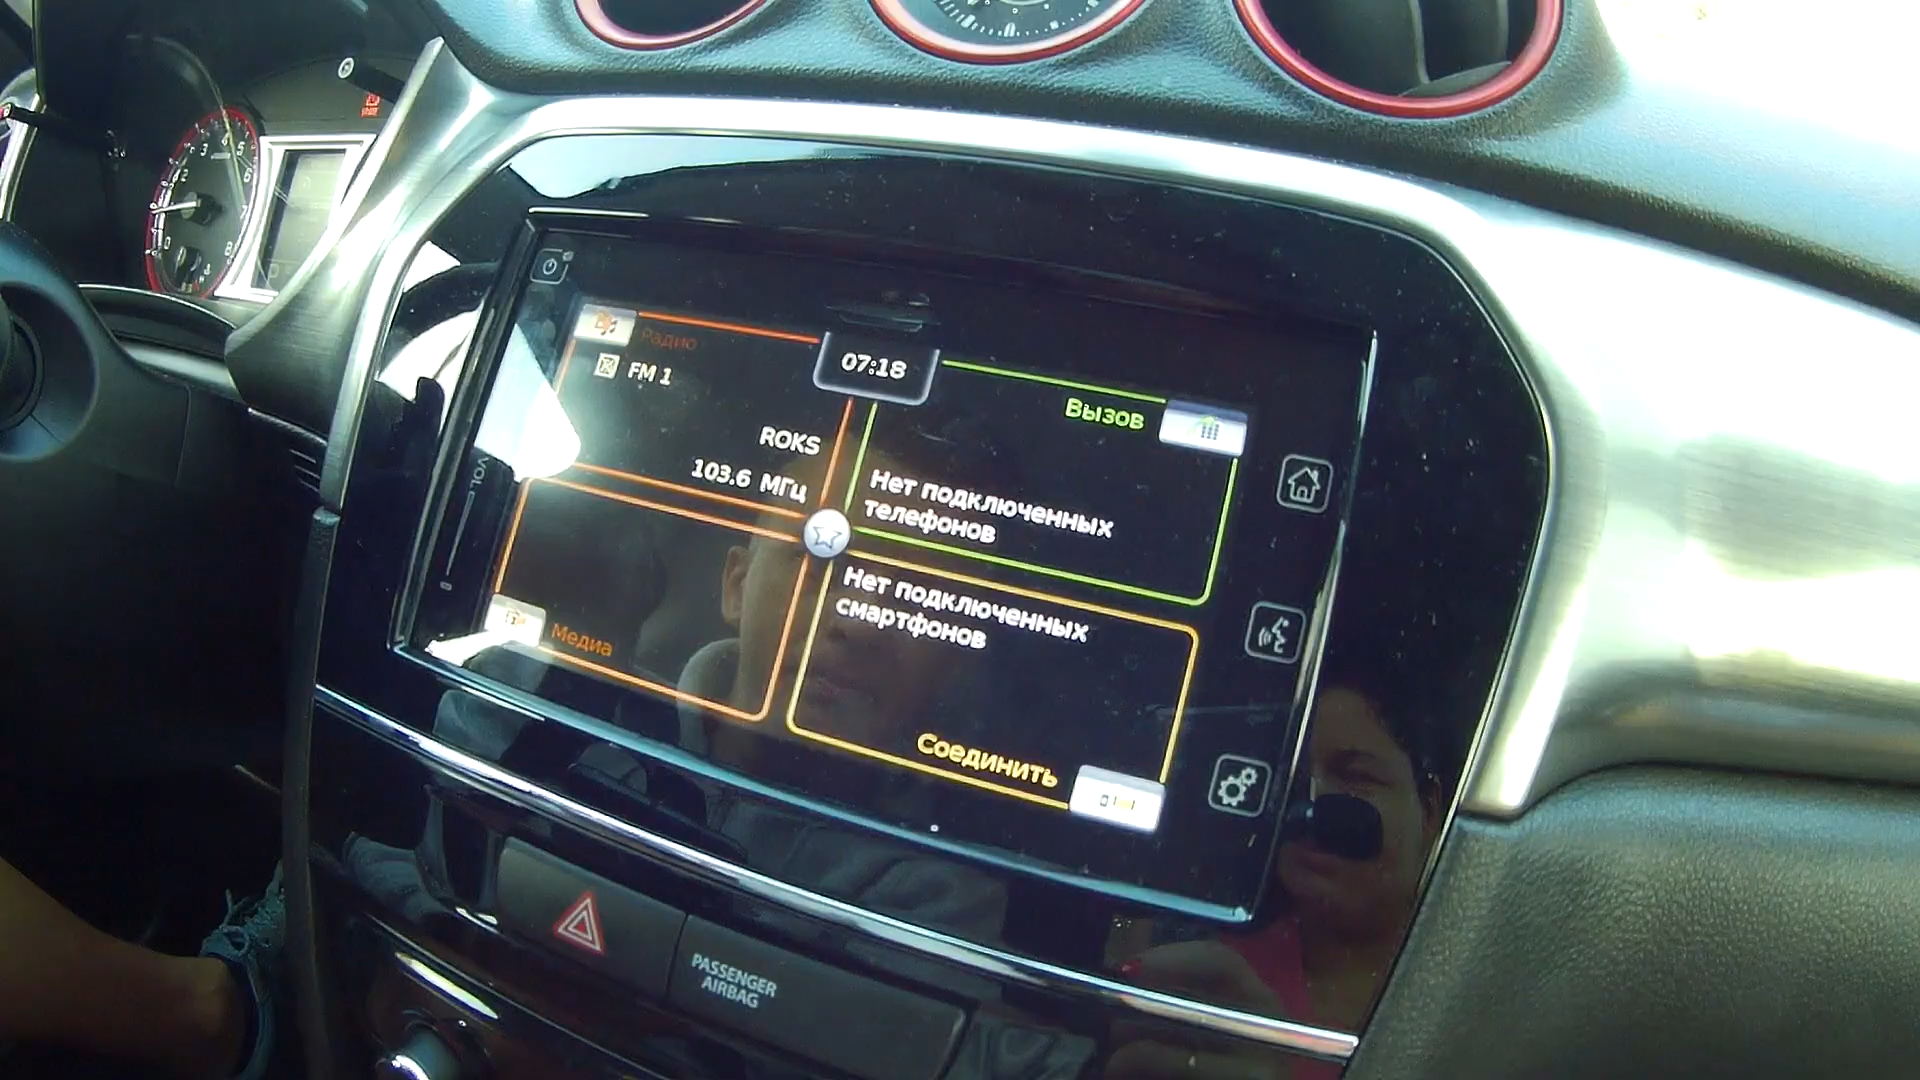 Радио
FM 1
ROKS
103.6 МГц
07:18
Вызов
Нет подключенных
телефонов
Нет подключенных
смартфонов
Соединить
Медиа
VOL
PASSENGER
AIRBAG